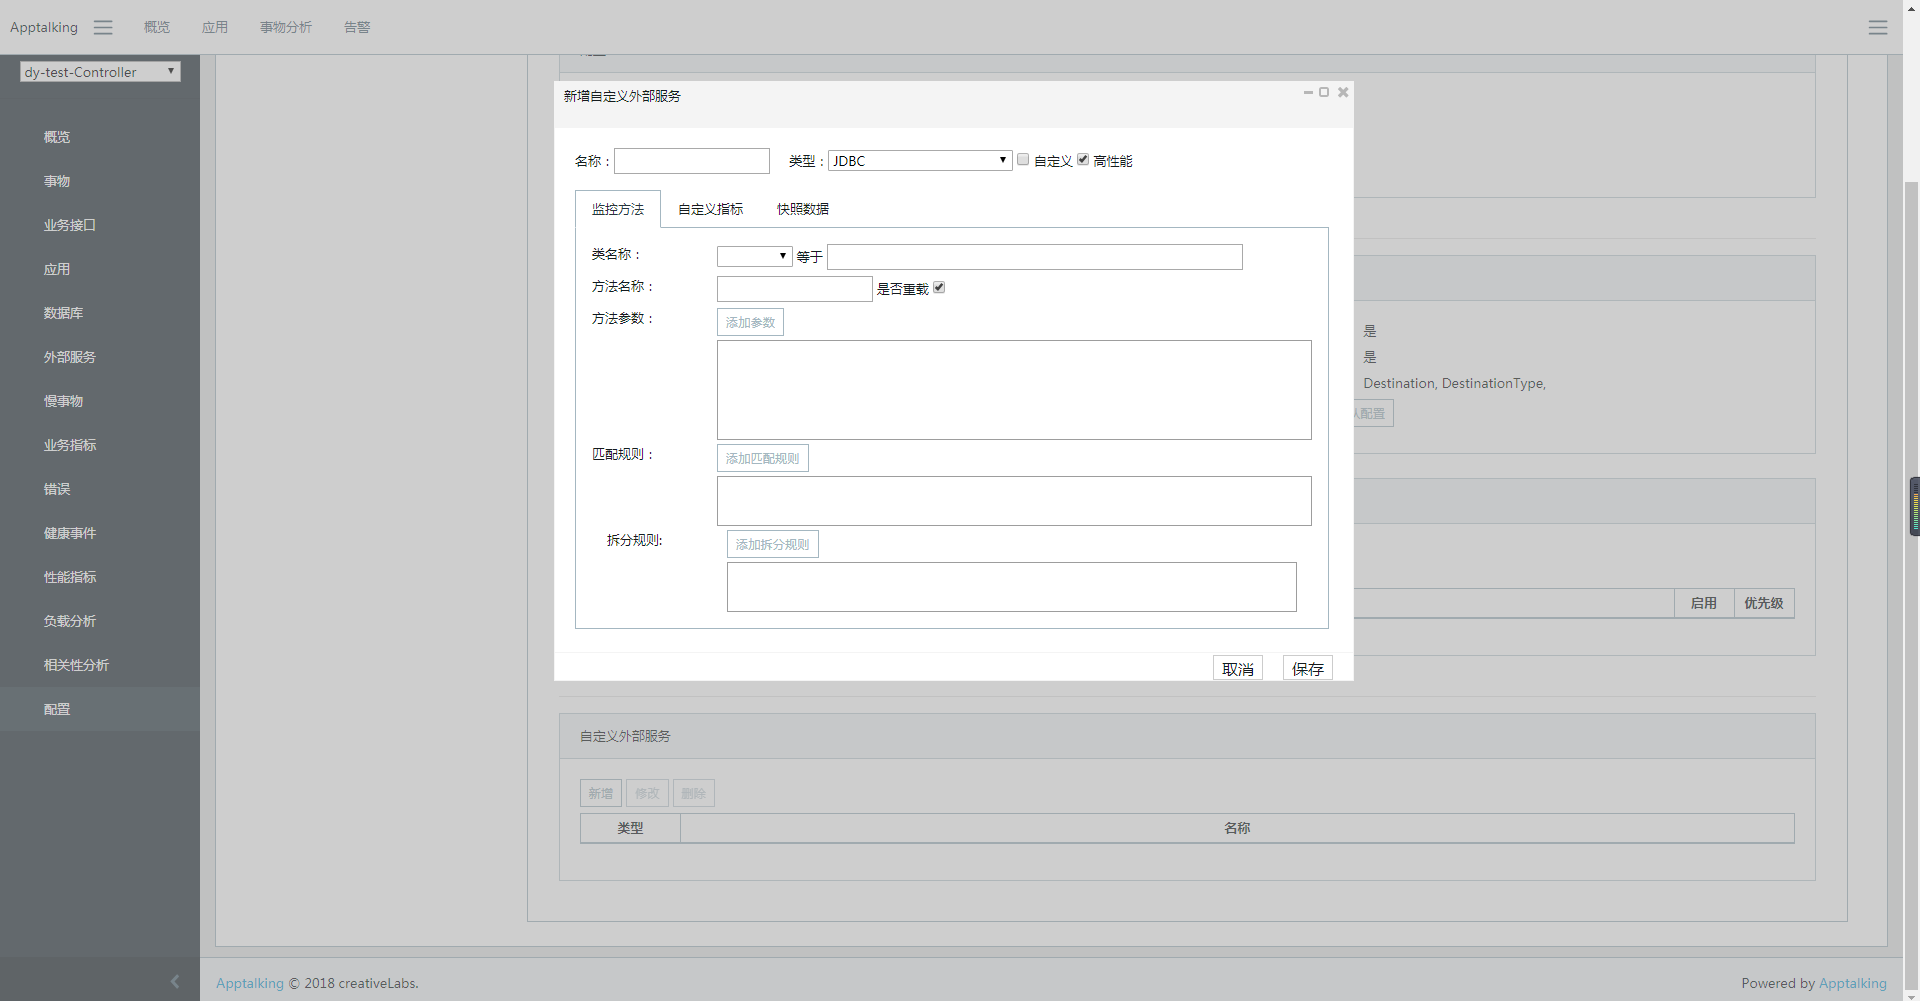 Apptalking 概览 应用 事物分析 告警
dy-test-Controller
概览
事物
业务接口
应用
数据库
外部服务
慢事物
业务指标
错误
健康事件
性能指标
负载分析
相关性分析
配置
新增自定义外部服务
名称： 类型： JDBC 自定义 高性能
监控方法 自定义指标 快照数据
类名称： 等于
方法名称： 是否重载
方法参数： 添加参数
匹配规则： 添加匹配规则
拆分规则: 添加拆分规则
取消 保存
是
是
Destination, DestinationType,
认配置
启用 优先级
自定义外部服务
新增 修改 删除
类型 名称
Apptalking © 2018 creativeLabs.
Powered by Apptalking